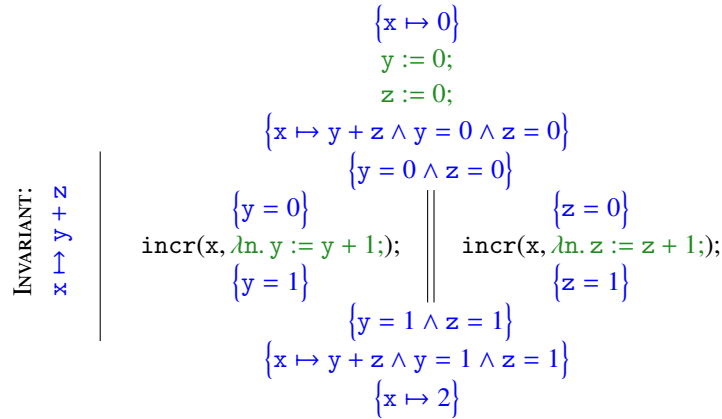 {x ↦ 0}
y := 0;
z := 0;
{x ↦ y + z ∧ y = 0 ∧ z = 0}
{y = 0 ∧ z = 0}
INVARIANT:
x ↦ y + z
{y = 0}
incr(x, λn. y := y + 1;);
{y = 1}
{z = 0}
incr(x, λn. z := z + 1;);
{z = 1}
{y = 1 ∧ z = 1}
{x ↦ y + z ∧ y = 1 ∧ z = 1}
{x ↦ 2}